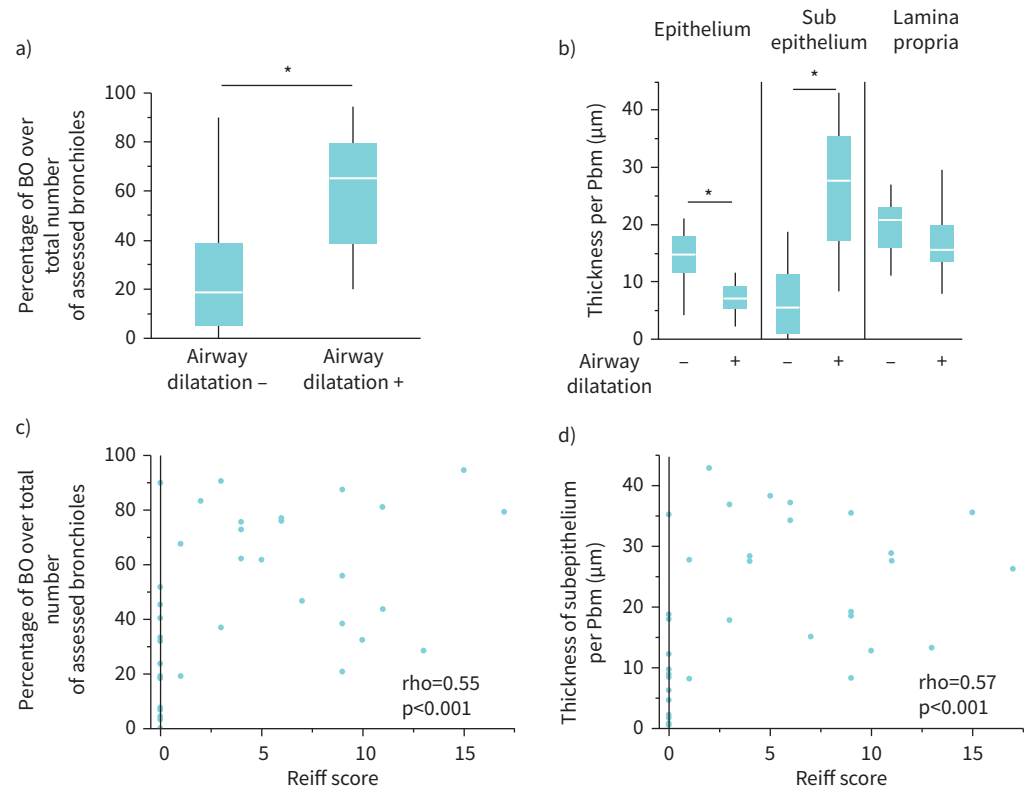 a)
Percentage of BO over
total number
of assessed bronchioles
100
80
60
40
20
0
*
Airway
dilatation –
Airway
dilatation +
b)
Epithelium
Sub
epithelium
Lamina
propria
Thickness per Pbm (µm)
40
30
20
10
0
*
*
Airway
dilatation
– + – + – +
c)
Percentage of BO over total
number
of assessed bronchioles
100
80
60
40
20
0
rho=0.55
p<0.001
0 5 10 15
Reiff score
d)
Thickness of subepithelium
per Pbm (µm)
40
30
20
10
0
rho=0.57
p<0.001
0 5 10 15
Reiff score